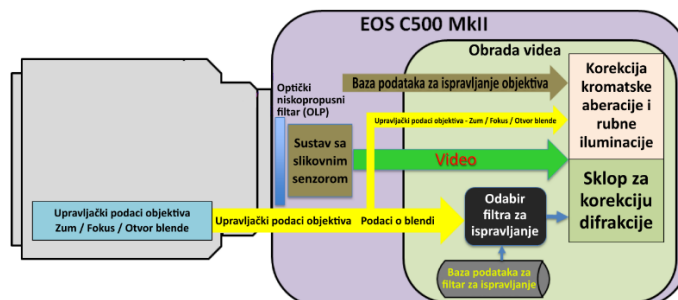 EOS C500 MkII
Obrada videa
Optički
niskopropusni
filtar (OLP)
Baza podataka za ispravljanje objektiva
Korekcija
kromatske
aberacije i
rubne
iluminacije
Upravljački podaci objektiva - Zum / Fokus / Otvor blende
Sustav sa
slikovnim
senzorom
Video
Sklop za
korekciju
difrakcije
Upravljački podaci objektiva
Zum / Fokus / Otvor blende
Upravljački podaci objektiva Podaci o blendi
Odabir
filtra za
ispravljanje
Baza podataka za
filtar za ispravljanje